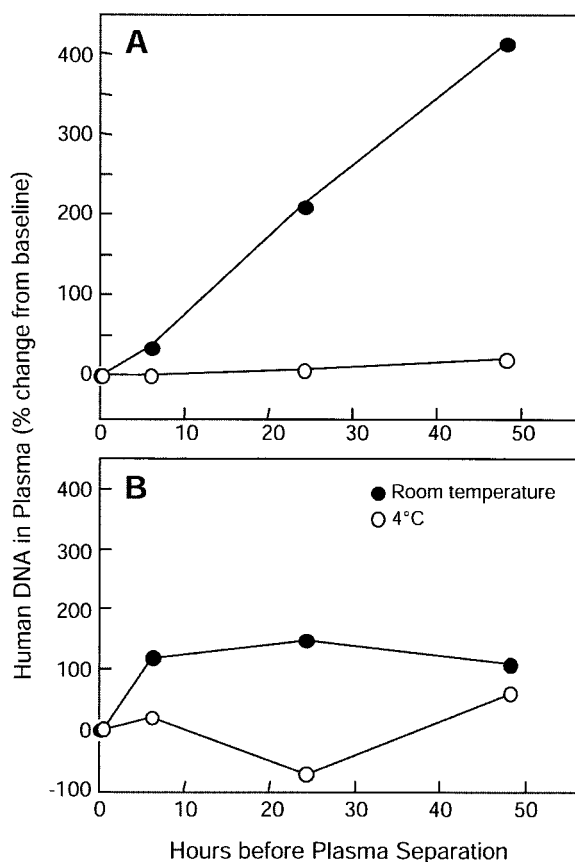 A
400
300
200
100
0
0 10 20 30 40 50
B
Room temperature
4°C
400
300
200
100
0
-100
0 10 20 30 40 50
Human DNA in Plasma (% change from baseline)
Hours before Plasma Separation